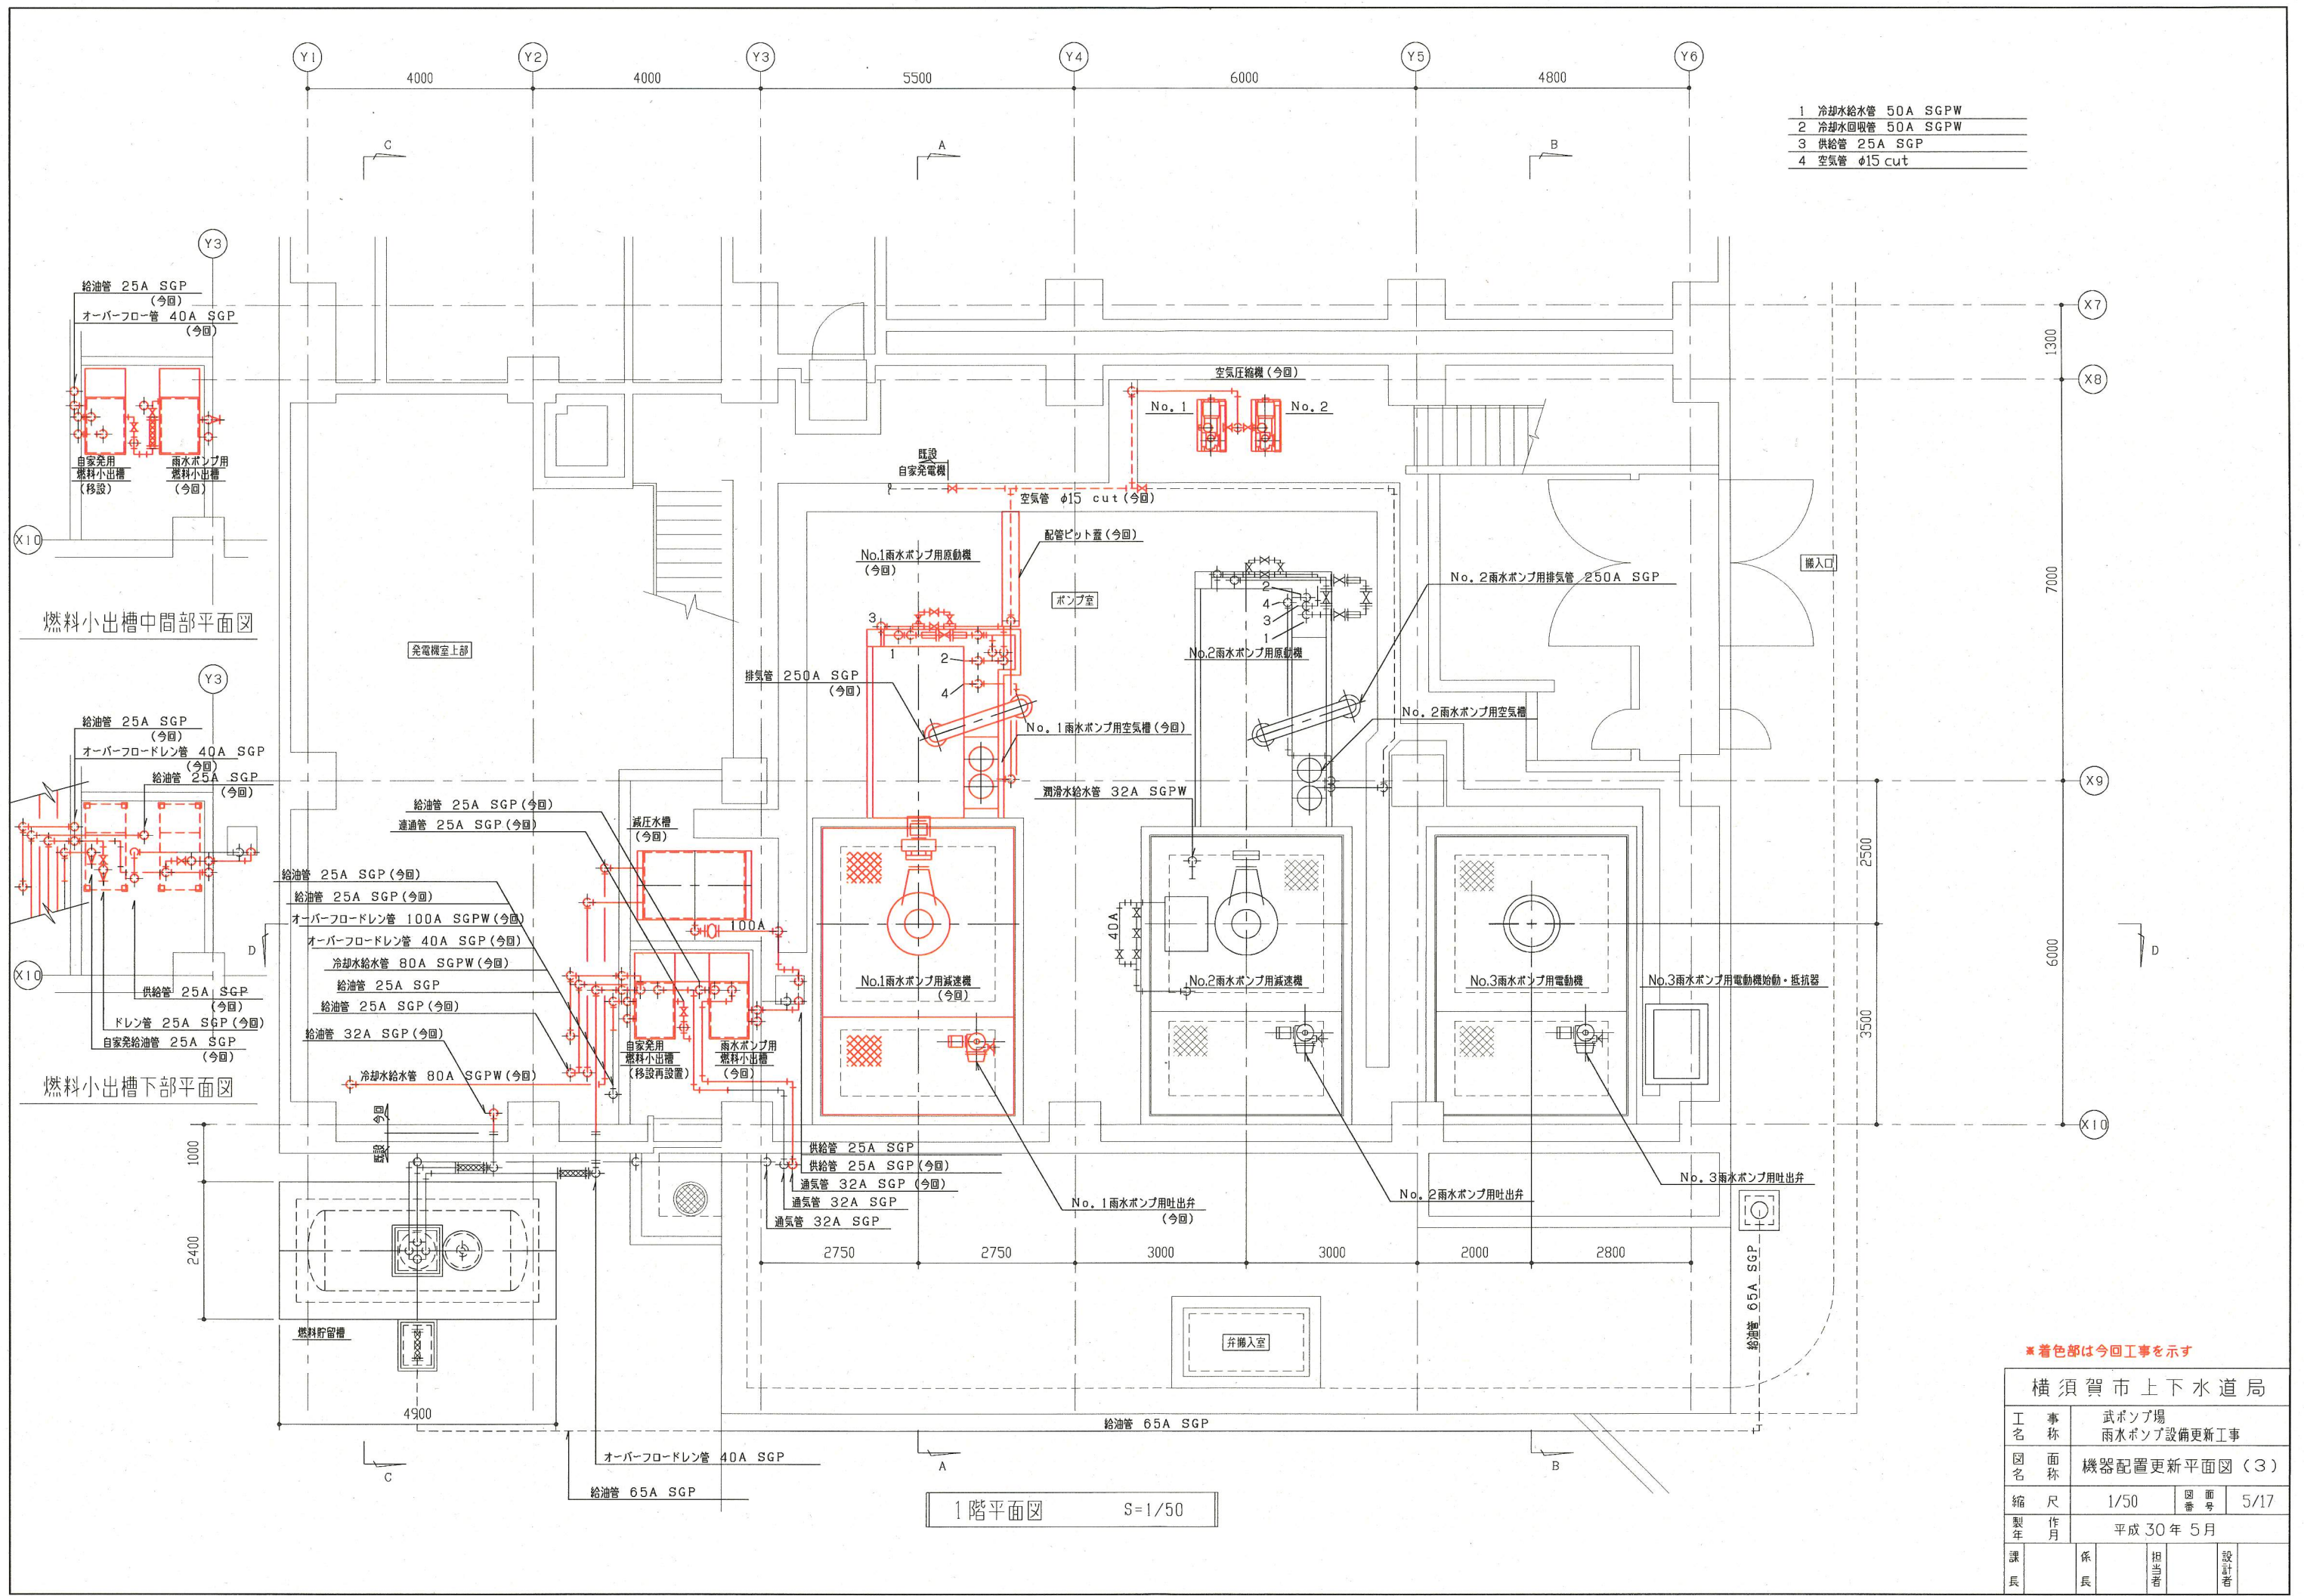 Y1
Y2
Y3
Y4
Y5
Y6
4000
4000
5500
6000
4800
C
A
B
1 冷却水給水管 50A SGPW
2 冷却水回収管 50A SGPW
3 供給管 25A SGP
4 空気管 φ15 cut
Y3
給油管 25A SGP
(今回)
オーバーフロー管 40A SGP
(今回)
自家発用
燃料小出槽
(移設)
雨水ポンプ用
燃料小出槽
(今回)
X10
燃料小出槽中間部平面図
Y3
給油管 25A SGP
(今回)
オーバーフロードレン管 40A SGP
(今回)
給油管 25A SGP
(今回)
X10
供給管 25A SGP
(今回)
ドレン管 25A SGP(今回)
自家発給油管 25A SGP
(今回)
燃料小出槽下部平面図
X7
1300
X8
7000
X9
2500
6000
3500
X10
D
D
空気圧縮機(今回)
No. 1
No. 2
既設
自家発電機
空気管 φ15 cut(今回)
配管ピット蓋(今回)
No.1雨水ポンプ用原動機
(今回)
ポンプ室
搬入口
No. 2雨水ポンプ用排気管 250A SGP
2
4
3
1
No.2雨水ポンプ用原動機
3
1
2
4
発電機室上部
排気管 250A SGP
(今回)
No. 1雨水ポンプ用空気槽(今回)
No. 2雨水ポンプ用空気槽
潤滑水給水管 32A SGPW
給油管 25A SGP(今回)
連通管 25A SGP(今回)
減圧水槽
(今回)
給油管 25A SGP(今回)
給油管 25A SGP(今回)
オーバーフロードレン管 100A SGPW(今回)
オーバーフロードレン管 40A SGP(今回)
冷却水給水管 80A SGPW(今回)
給油管 25A SGP
給油管 25A SGP(今回)
給油管 32A SGP(今回)
冷却水給水管 80A SGPW(今回)
100A
40A
No.1雨水ポンプ用減速機
(今回)
No.2雨水ポンプ用減速機
No.3雨水ポンプ用電動機
No.3雨水ポンプ用電動機始動・抵抗器
自家発用
燃料小出槽
(移設再設置)
雨水ポンプ用
燃料小出槽
(今回)
今回
既設
1000
2400
供給管 25A SGP
供給管 25A SGP(今回)
通気管 32A SGP(今回)
通気管 32A SGP
通気管 32A SGP
No. 1雨水ポンプ用吐出弁
(今回)
No. 2雨水ポンプ用吐出弁
No. 3雨水ポンプ用吐出弁
2750
2750
3000
3000
2000
2800
給油管 65A SGP
燃料貯留槽
4900
弁搬入室
給油管 65A SGP
オーバーフロードレン管 40A SGP
給油管 65A SGP
C
A
B
1階平面図 S=1/50
※着色部は今回工事を示す
横須賀市上下水道局
工事名称 武ポンプ場
雨水ポンプ設備更新工事
図面名称 機器配置更新平面図(3)
縮尺 1/50 図面番号 5/17
製作年月 平成30年5月
課長 係長 担当者 設計者